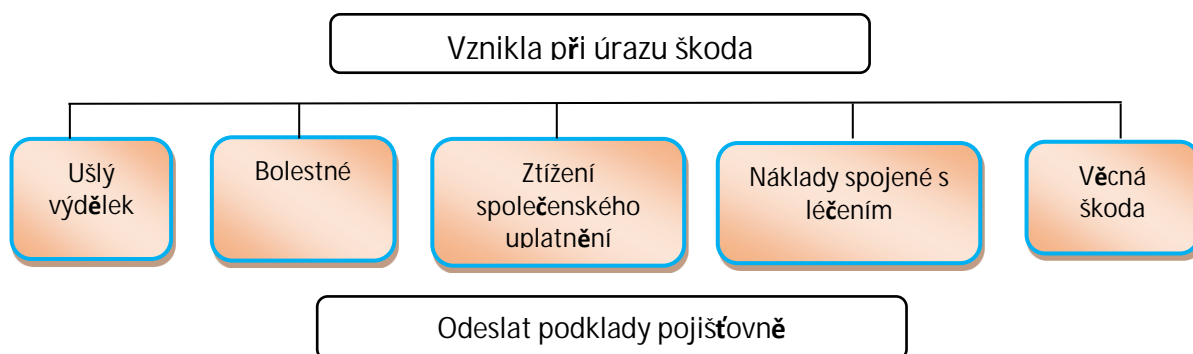 Vznikla při úrazu škoda
Ušlý
výdělek
Bolestné
Ztížení
společenského
uplatnění
Náklady spojené s
léčením
Věcná
škoda
Odeslat podklady pojišťovně